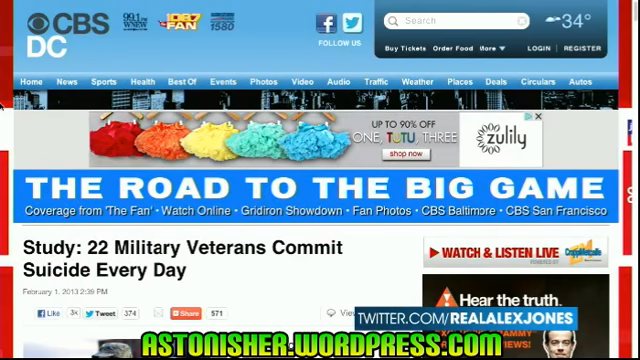 CBS
DC
99.1
WNEW
106.7
THE FAN
SPORTS RADIO
1580
FOLLOW US
Search
34°
Buy Tickets Order Food More
LOGIN REGISTER
Home News Sports Health Best Of Events Photos Video Audio Traffic Weather Places Deals Circulars Autos
UP TO 90% OFF
ONE, TUTU, THREE
shop now
zulily
THE ROAD TO THE BIG GAME
Coverage from 'The Fan' • Watch Online • Gridiron Showdown • Fan Photos • CBS Baltimore • CBS San Francisco
Study: 22 Military Veterans Commit
Suicide Every Day
WATCH & LISTEN LIVE
POWERED BY
February 1, 2013 2:39 PM
Like 3k Tweet 374 Share 571
Hear the truth.
TWITTER.COM/REALALEXJONES
ASTONISHER.WORDPRESS.COM